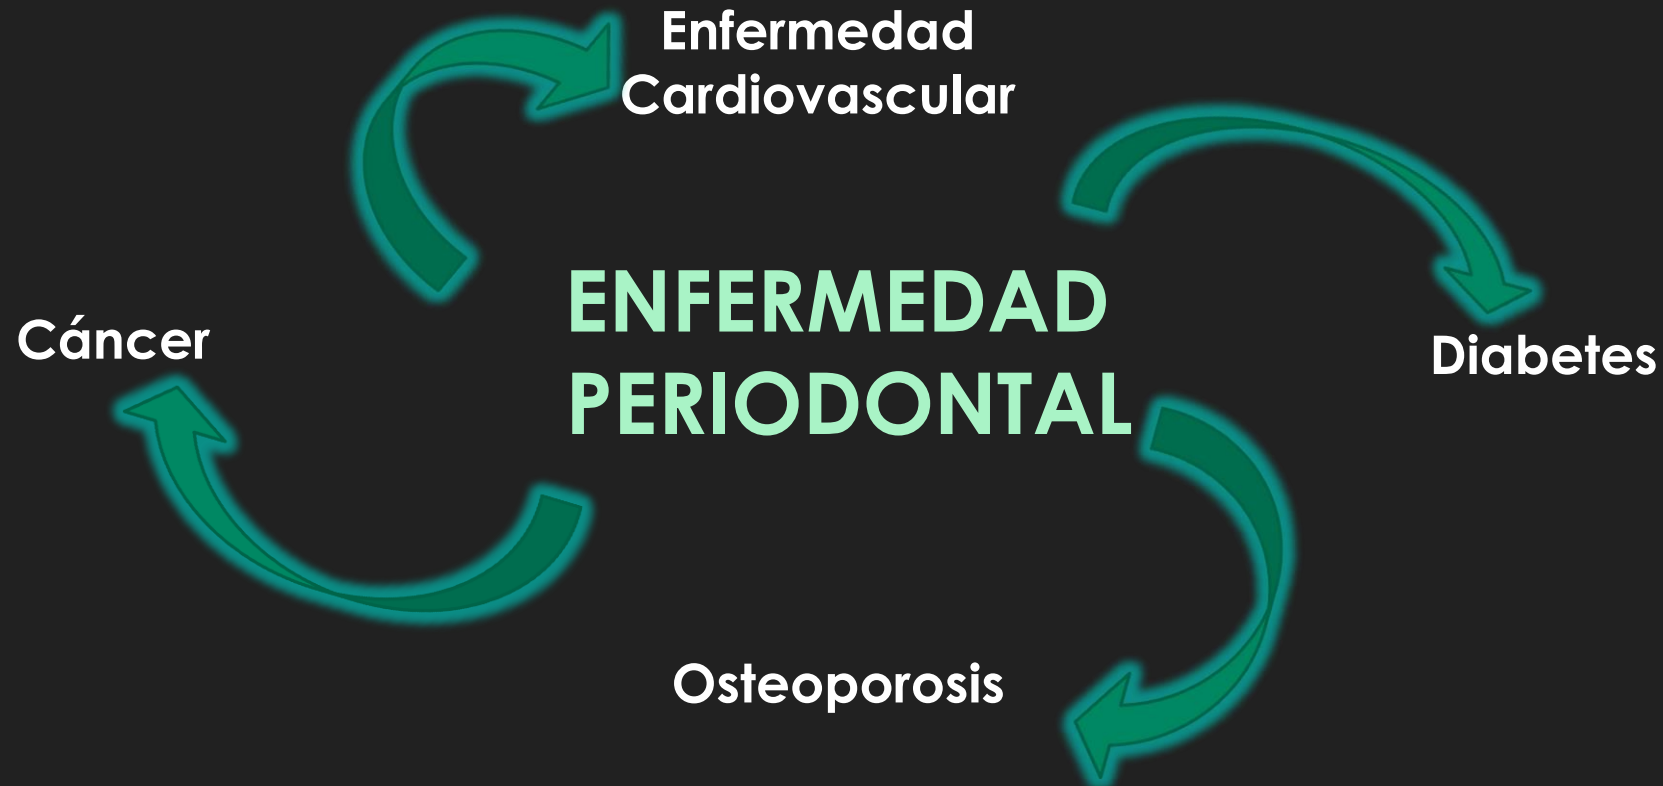 Enfermedad
Cardiovascular
ENFERMEDAD
PERIODONTAL
Cáncer
Diabetes
Osteoporosis